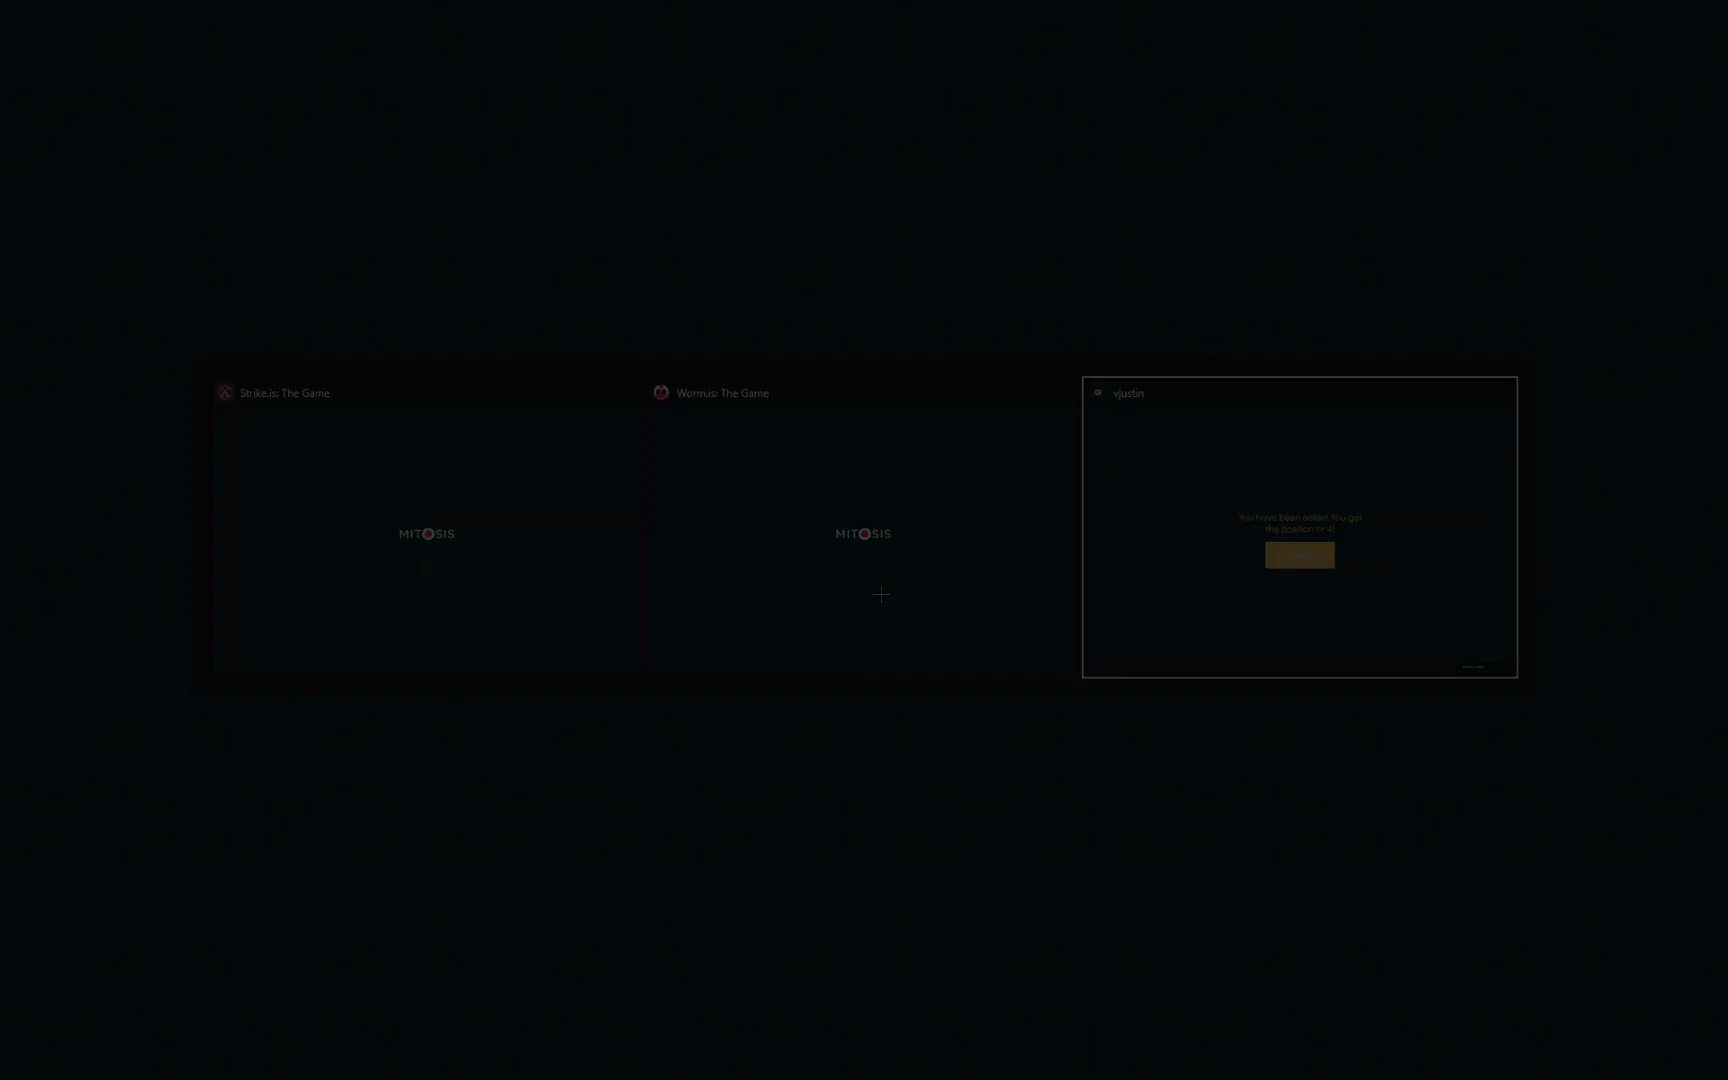 Strike.is: The Game
Worm.is: The Game
vjustin
MITOSIS
MITOSIS
You have been eaten! You got
the position nr 4!